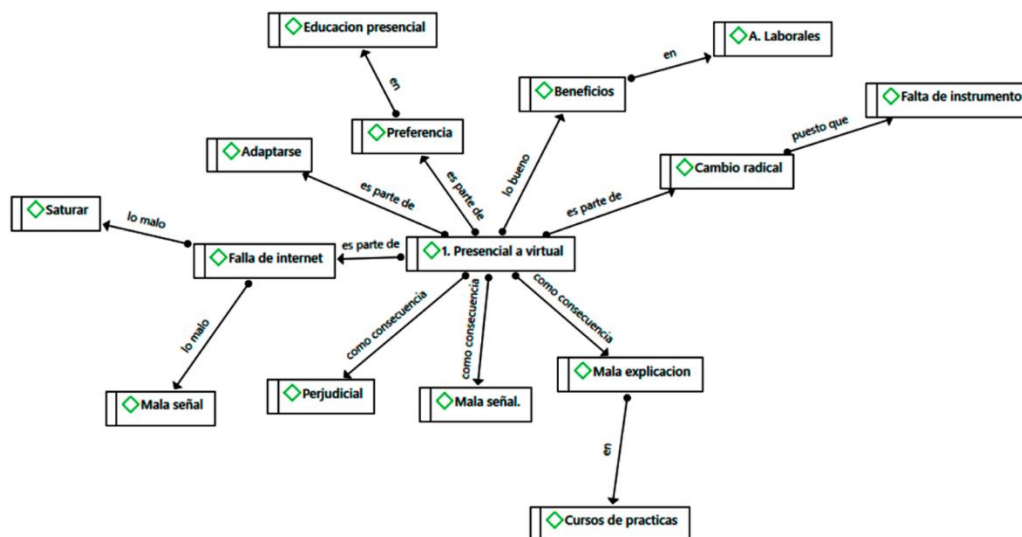 Educacion presencial
A. Laborales
en
en
Beneficios
Falta de instrumento
Preferencia
puesto que
Adaptarse
Cambio radical
lo bueno
es parte de
es parte de
es parte de
Saturar
lo malo
Falla de internet
es parte de
1. Presencial a virtual
lo malo
como consecuencia
como consecuencia
como consecuencia
Mala explicacion
Mala señal
Perjudicial
Mala señal.
en
Cursos de practicas